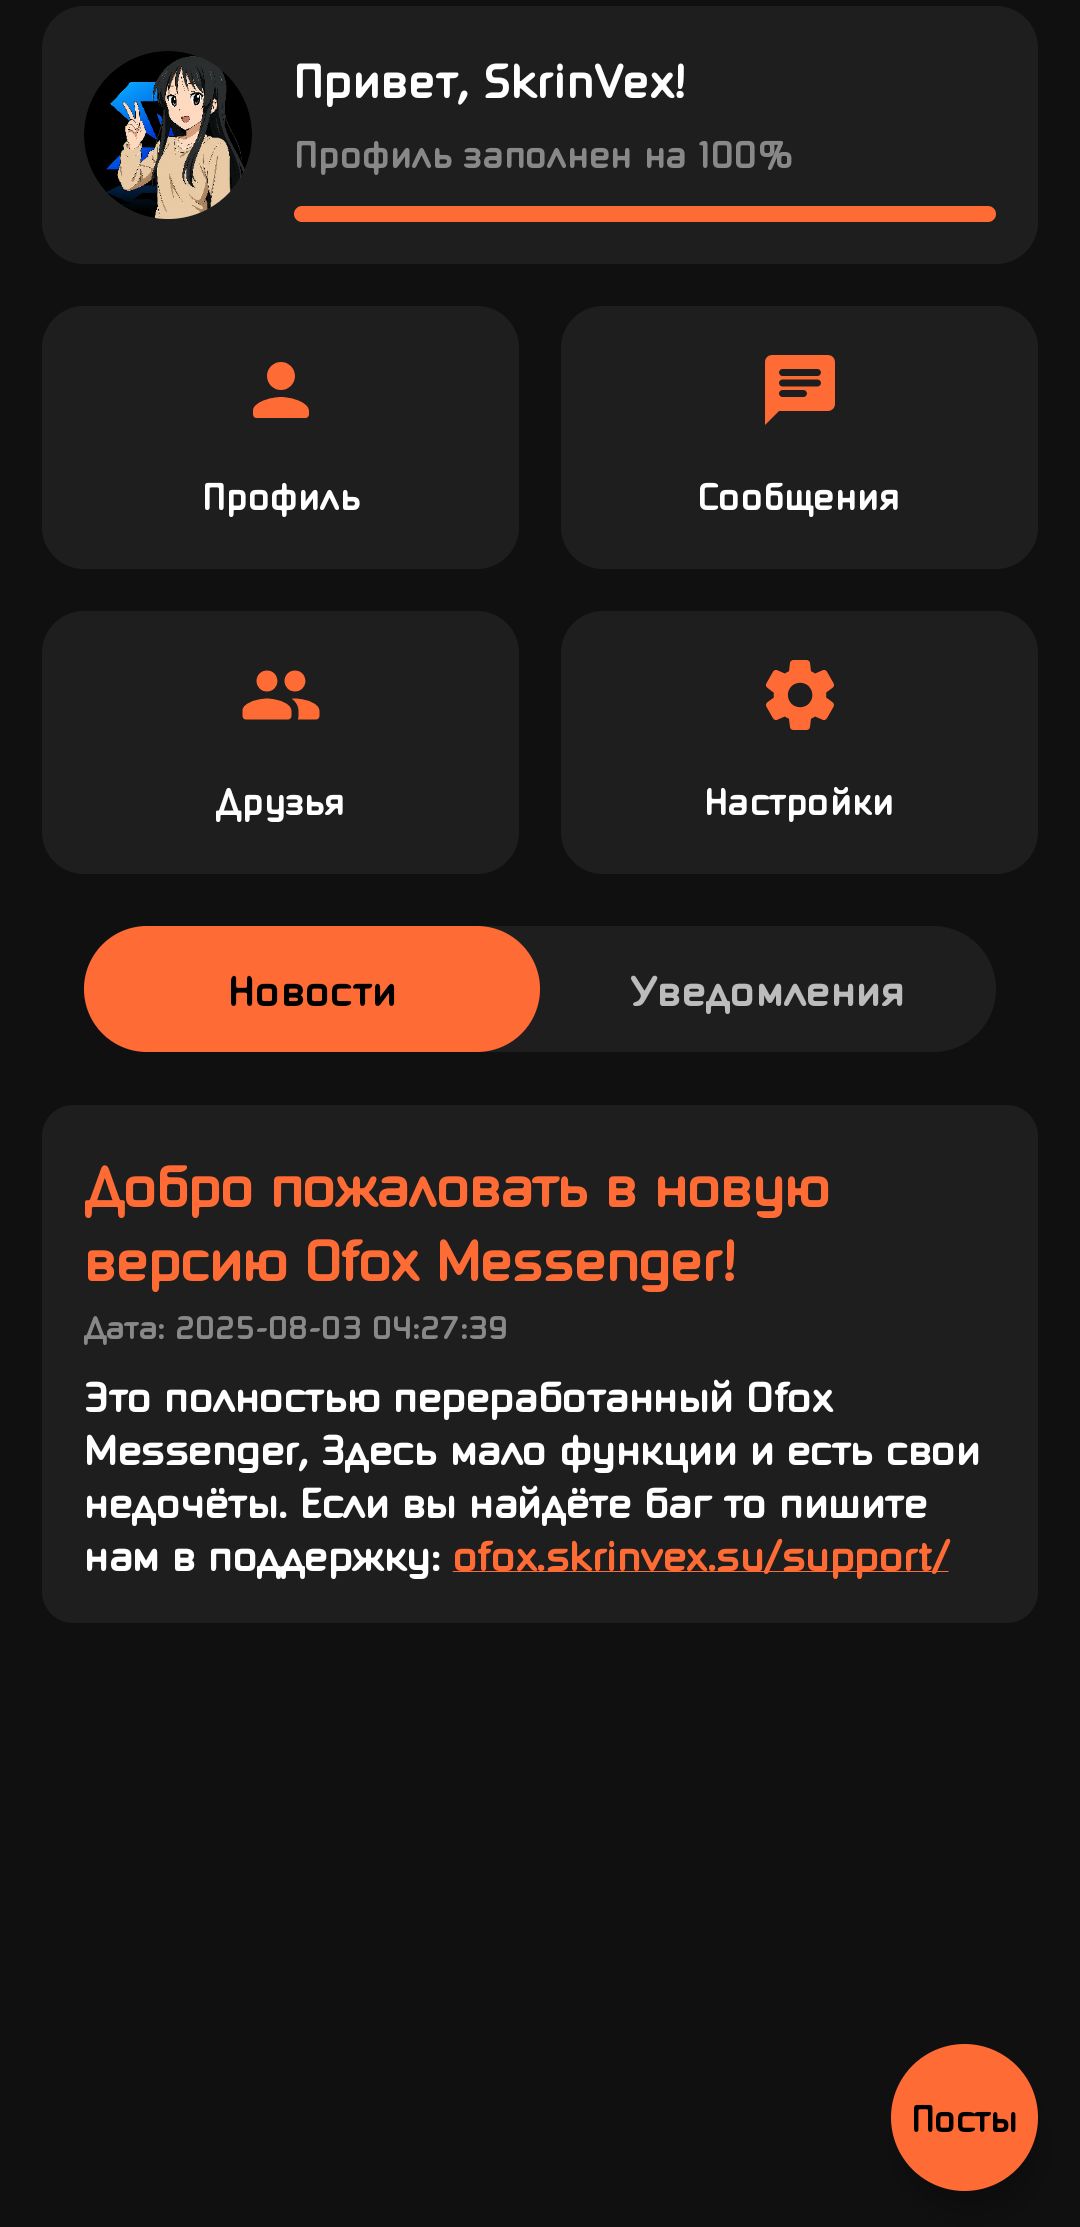 Привет, SkrinVex!
Профиль заполнен на 100%
Профиль
Сообщения
Друзья
Настройки
Новости
Уведомления
Добро пожаловать в новую
версию Ofox Messenger!
Дата: 2025-08-03 04:27:39
Это полностью переработанный Ofox
Messenger, Здесь мало функции и есть свои
недочёты. Если вы найдёте баг то пишите
нам в поддержку: ofox.skrinvex.su/support/
Посты